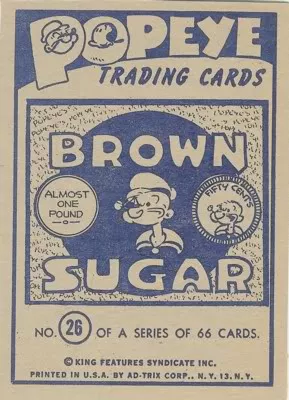 POPEYE
TRADING CARDS
BROWN
ALMOST
ONE
POUND
FIFTY CENTS
SUGAR
NO. 26 OF A SERIES OF 66 CARDS.
©KING FEATURES SYNDICATE INC.
PRINTED IN U.S.A. BY AD-TRIX CORP., N.Y. 13. N.Y.